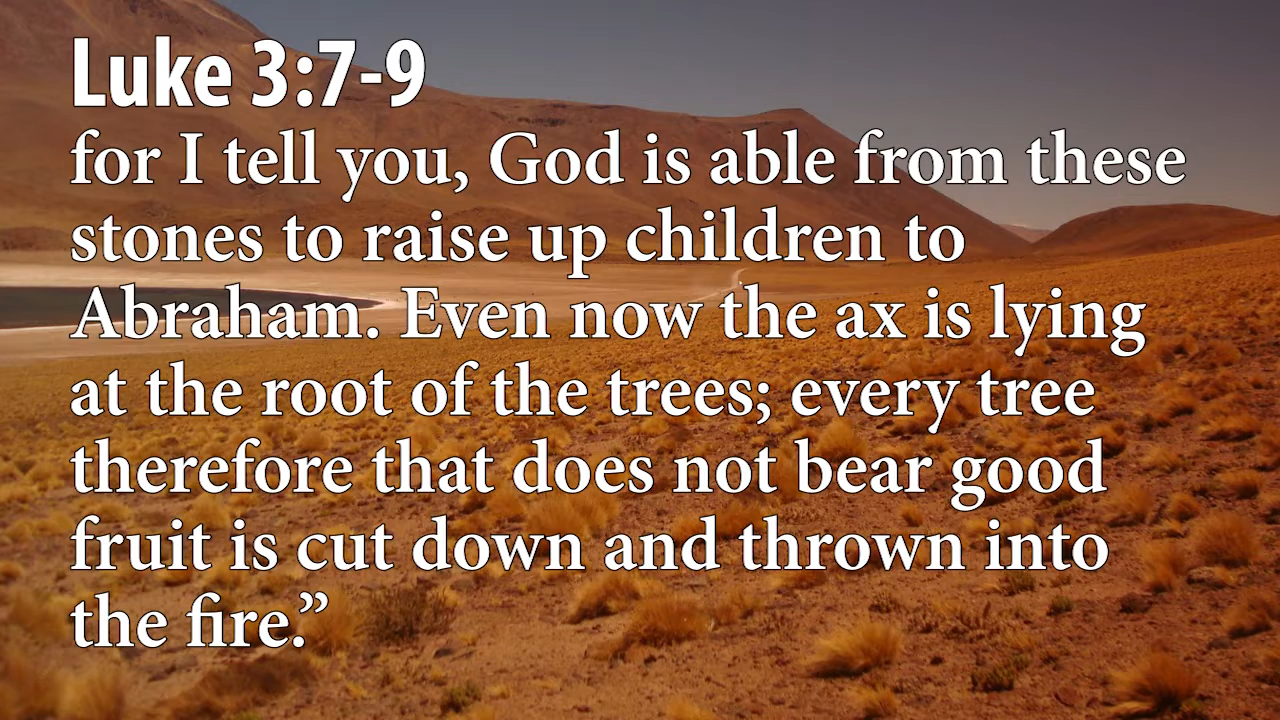 Luke 3:7-9
for I tell you, God is able from these
stones to raise up children to
Abraham. Even now the ax is lying
at the root of the trees; every tree
therefore that does not bear good
fruit is cut down and thrown into
the fire.”